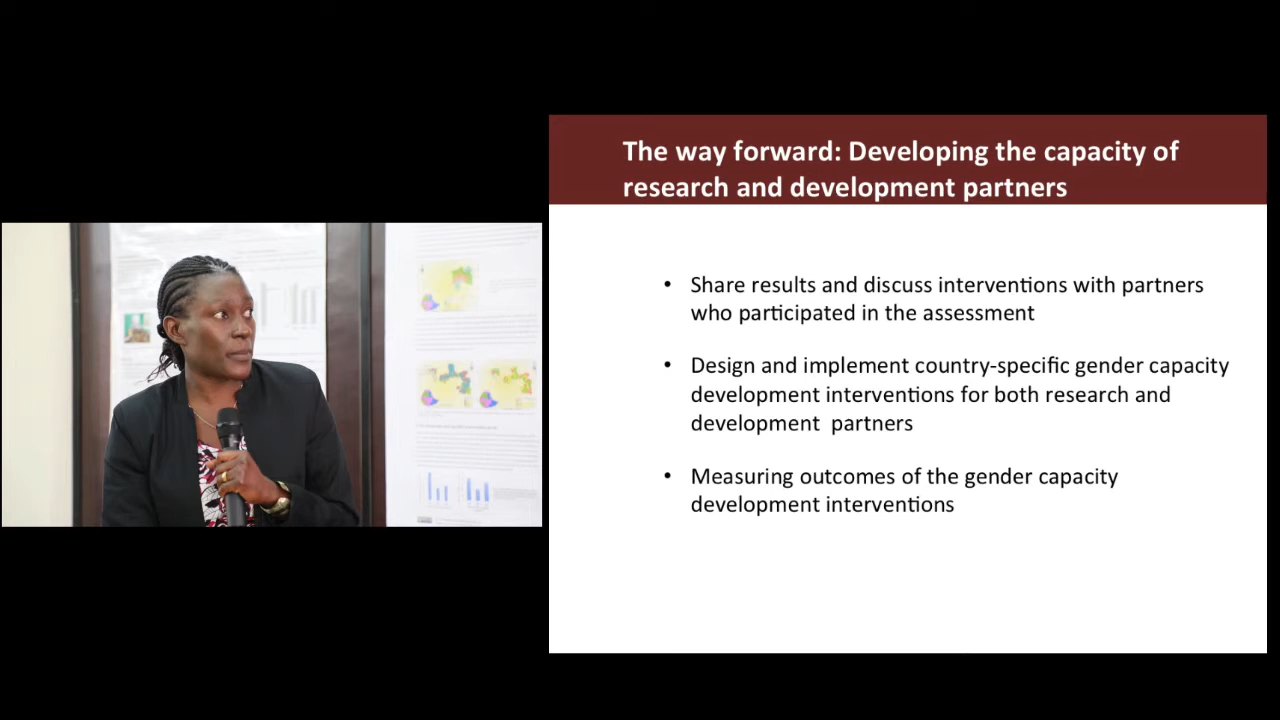 The way forward: Developing the capacity of
research and development partners
• Share results and discuss interventions with partners
who participated in the assessment
• Design and implement country-specific gender capacity
development interventions for both research and
development  partners
• Measuring outcomes of the gender capacity
development interventions